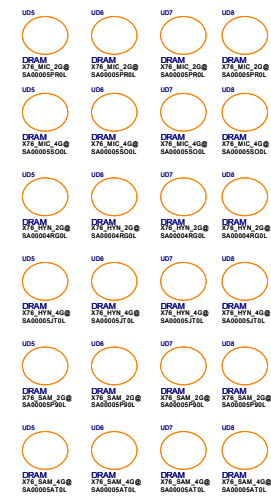 UD5 UD6 UD7 UD8
DRAM DRAM DRAM DRAM
X76_MIC_2G@ X76_MIC_2G@ X76_MIC_2G@ X76_MIC_2G@
SA00005PR0L SA00005PR0L SA00005PR0L SA00005PR0L
UD5 UD6 UD7 UD8
DRAM DRAM DRAM DRAM
X76_MIC_4G@ X76_MIC_4G@ X76_MIC_4G@ X76_MIC_4G@
SA00005SO0L SA00005SO0L SA00005SO0L SA00005SO0L
UD5 UD6 UD7 UD8
DRAM DRAM DRAM DRAM
X76_HYN_2G@ X76_HYN_2G@ X76_HYN_2G@ X76_HYN_2G@
SA00004RG0L SA00004RG0L SA00004RG0L SA00004RG0L
UD5 UD6 UD7 UD8
DRAM DRAM DRAM DRAM
X76_HYN_4G@ X76_HYN_4G@ X76_HYN_4G@ X76_HYN_4G@
SA00005JT0L SA00005JT0L SA00005JT0L SA00005JT0L
UD5 UD6 UD7 UD8
DRAM DRAM DRAM DRAM
X76_SAM_2G@ X76_SAM_2G@ X76_SAM_2G@ X76_SAM_2G@
SA00005P90L SA00005P90L SA00005P90L SA00005P90L
UD5 UD6 UD7 UD8
DRAM DRAM DRAM DRAM
X76_SAM_4G@ X76_SAM_4G@ X76_SAM_4G@ X76_SAM_4G@
SA00005AT0L SA00005AT0L SA00005AT0L SA00005AT0L